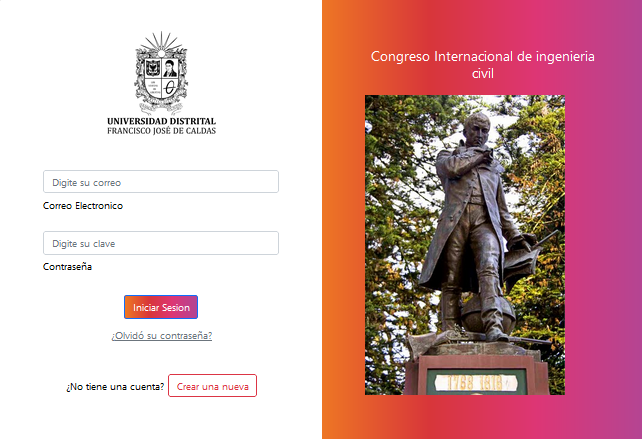 UNIVERSIDAD DISTRITAL
FRANCISCO JOSÉ DE CALDAS
Digite su correo
Correo Electronico
Digite su clave
Contraseña
Iniciar Sesion
¿Olvidó su contraseña?
¿No tiene una cuenta? Crear una nueva
Congreso Internacional de ingenieria
civil
1768 1816